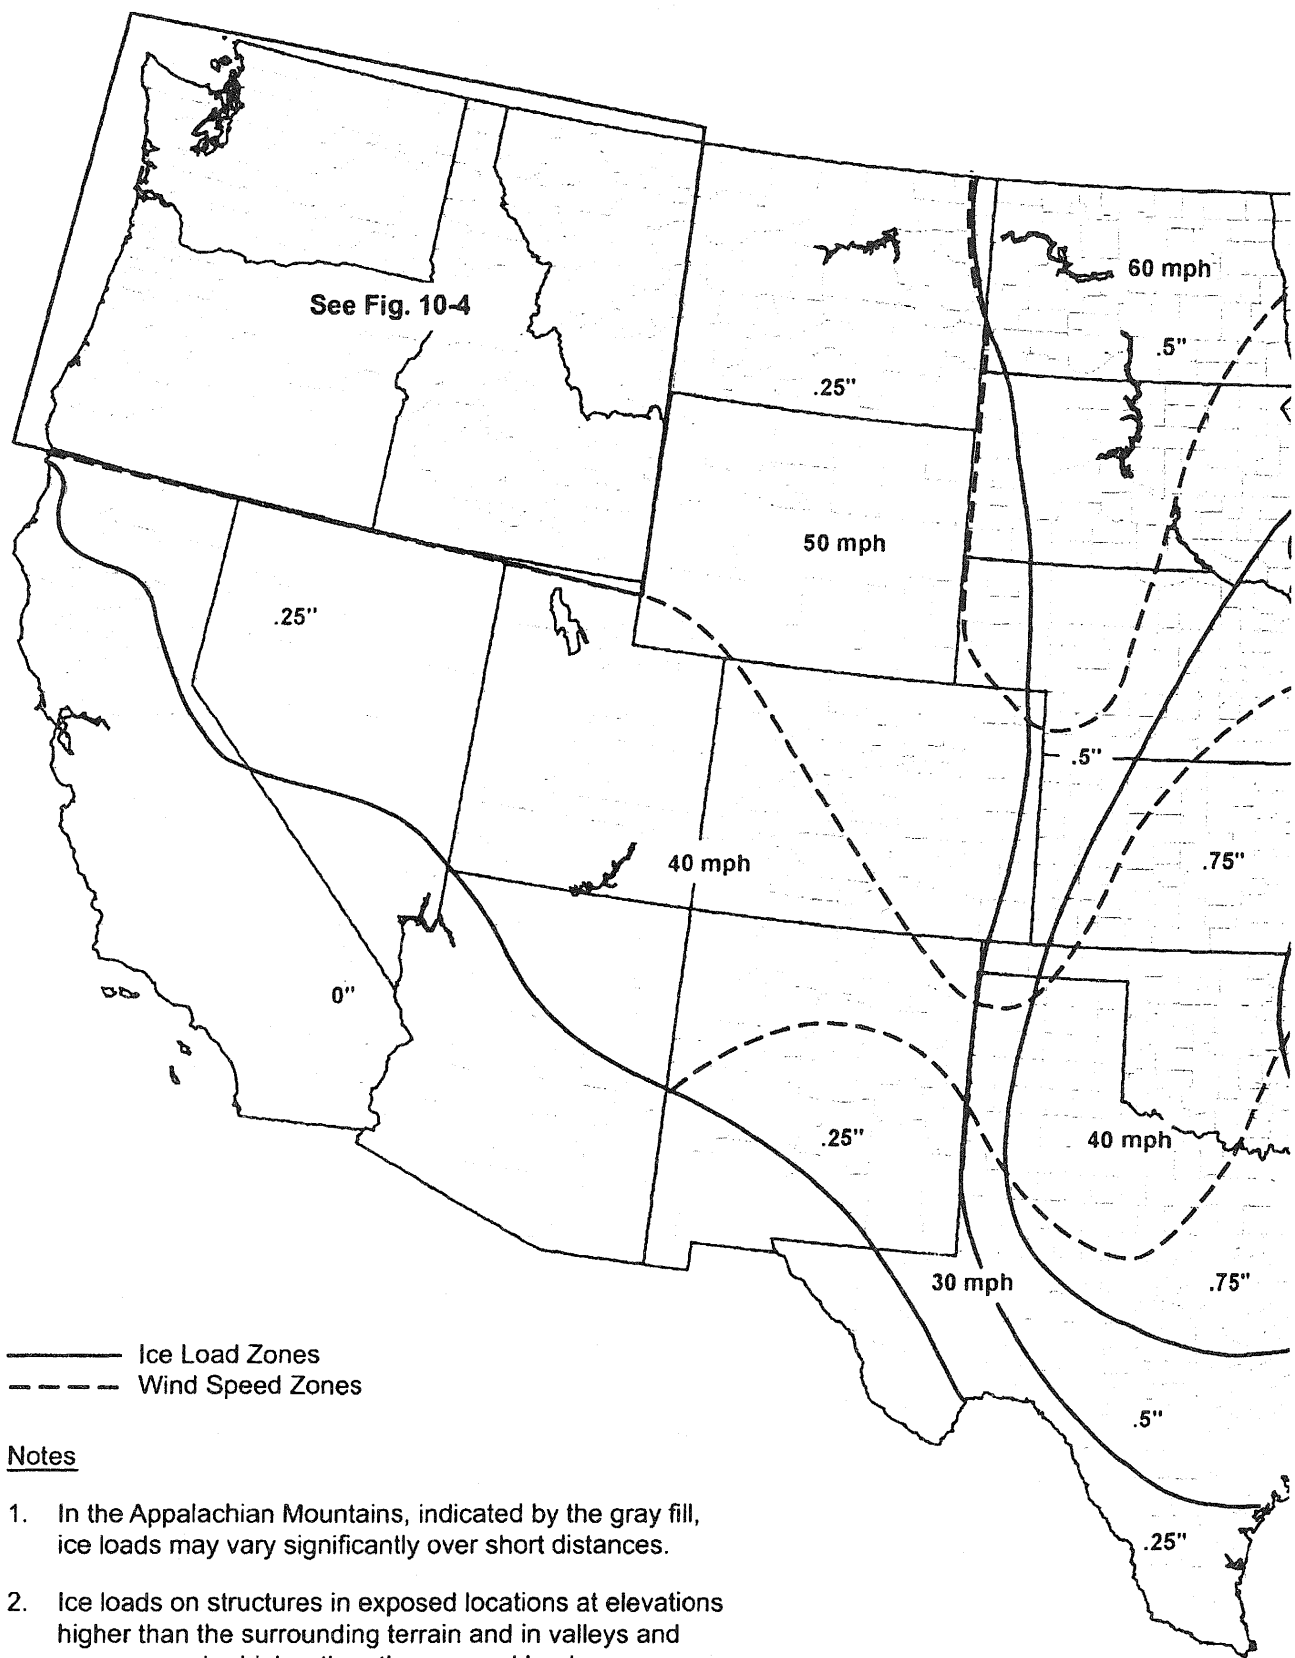 60 mph
See Fig. 10-4
.5"
.25"
50 mph
.25"
.5"
.75"
40 mph
0"
.25"
40 mph
30 mph
.75"
Ice Load Zones
Wind Speed Zones
.5"
Notes
1. In the Appalachian Mountains, indicated by the gray fill,
ice loads may vary significantly over short distances.
.25"
2. Ice loads on structures in exposed locations at elevations
higher than the surrounding terrain and in valleys and